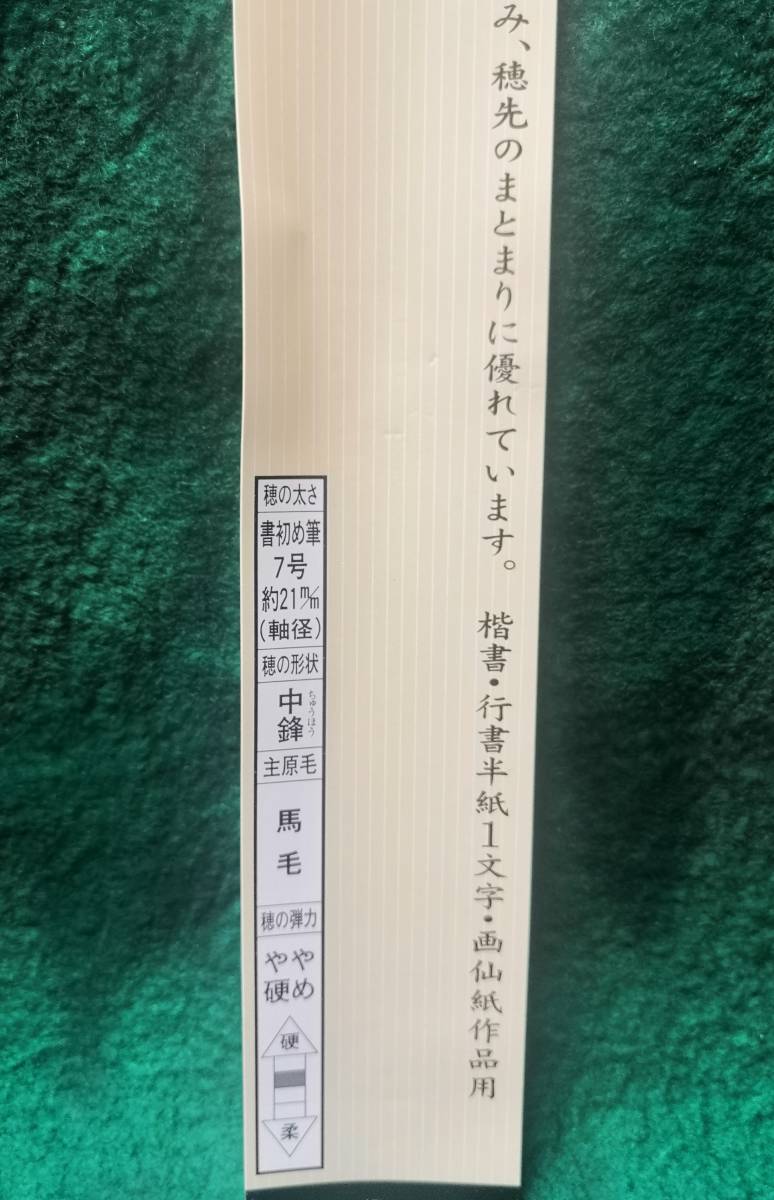 み、穂先のまとまりに優れています。 楷書・行書半紙1文字・画仙紙作品用
穂の太さ
書初め筆
7号
約21m/m
(軸径)
穂の形状
中鋒
ちゅうほう
主原毛
馬毛
穂の弾力
やや
硬め
硬
柔